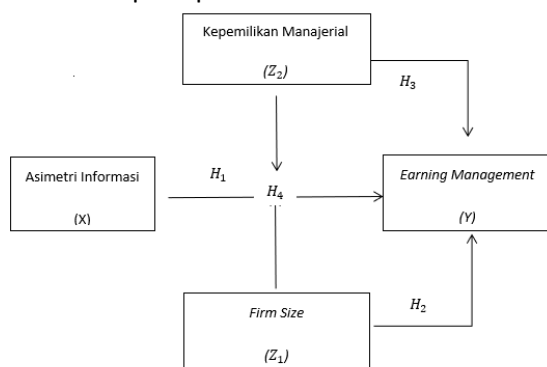 Kepemilikan Manajerial
(Z₂)
H₃
Asimetri Informasi
(X)
H₁
H₄
Earning Management
(Y)
Firm Size
(Z₁)
H₂